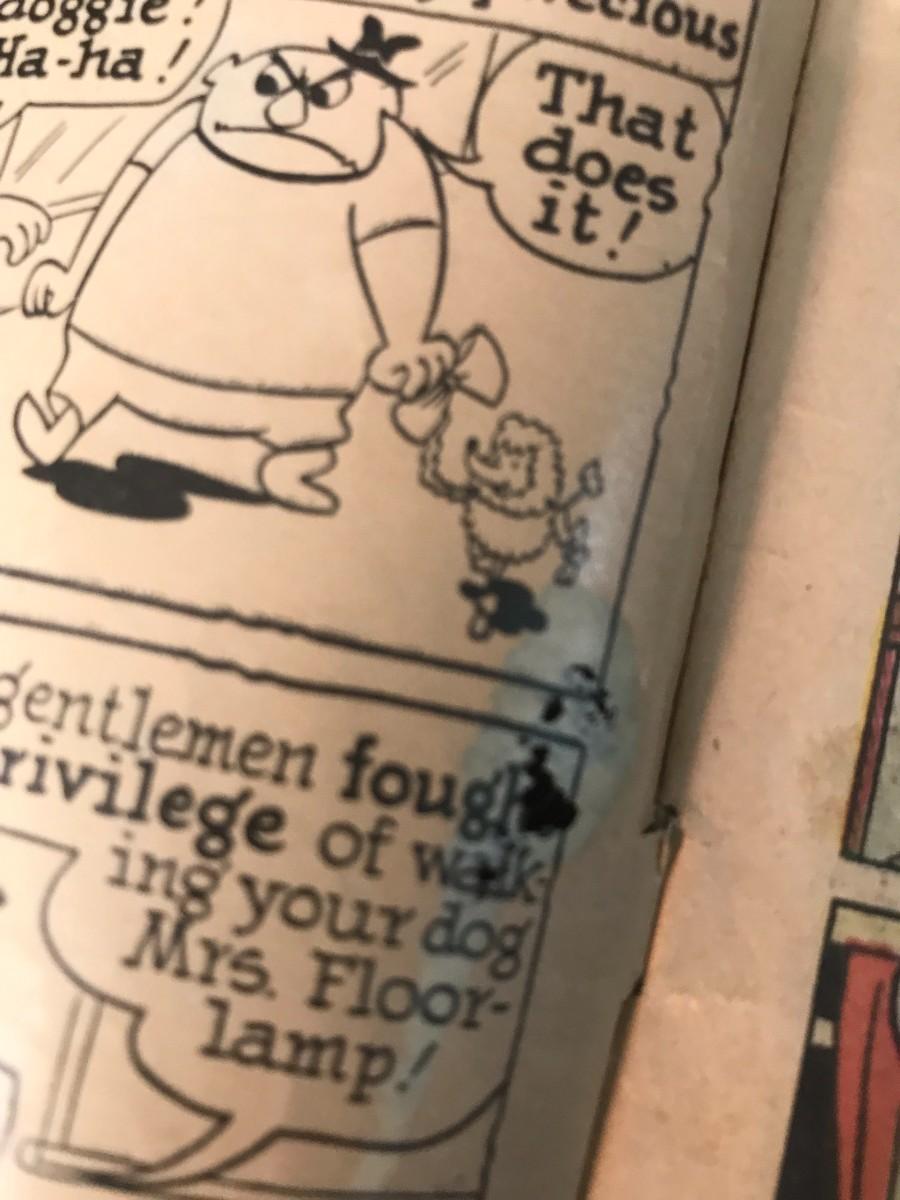 doggie!
Ha-ha!
That
does
it!
gentlemen fough
rivilege of walk-
ing your dog
Mrs. Floor-
lamp!